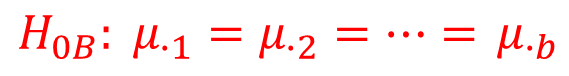 H₀B: μ.₁ = μ.₂ = ⋯ = μ.b